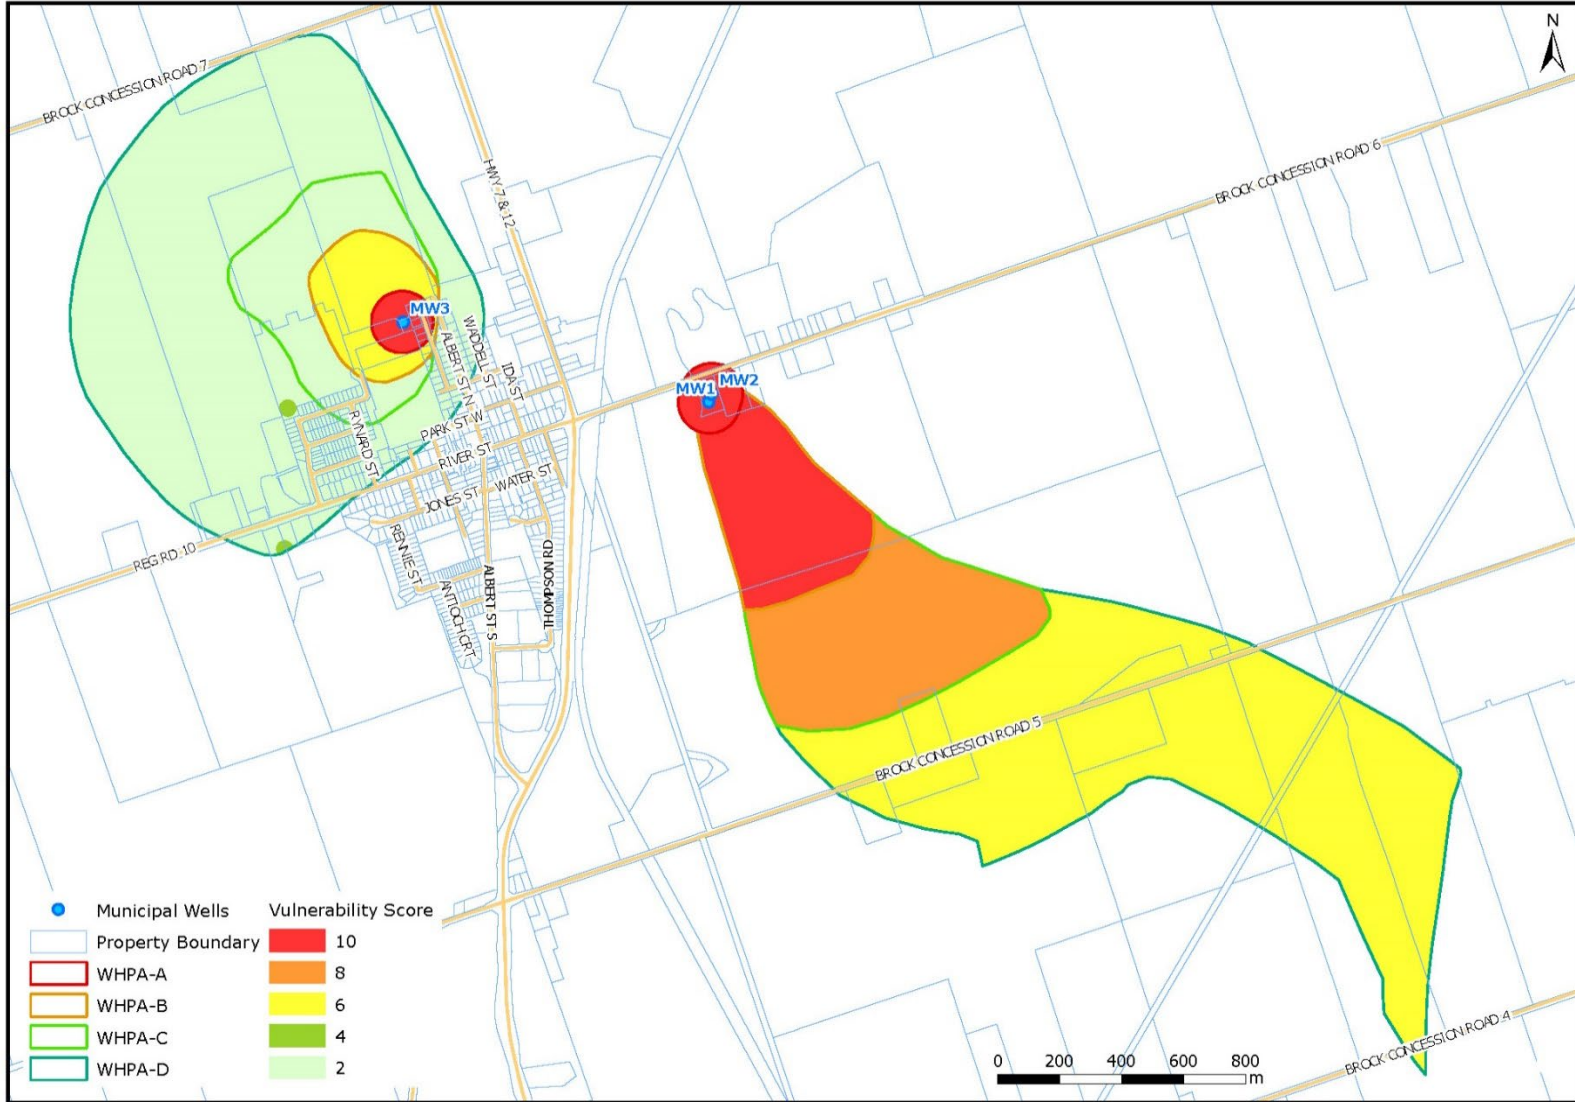 N
BROCK CONCESSION ROAD 7
HWY 7 & 12
BROCK CONCESSION ROAD 6
MW3
WADDELL ST
ALBERT ST N
IDA ST
MW2
MW1
PARK ST W
RYNARD ST
RIVER ST
WATER ST
JONES ST
REG RD 10
RENNIE ST
ANTIOCH CRT
ALBERT ST S
THOMPSON RD
BROCK CONCESSION ROAD 5
BROCK CONCESSION ROAD 4
Municipal Wells
Property Boundary
WHPA-A
WHPA-B
WHPA-C
WHPA-D
Vulnerability Score
10
8
6
4
2
0 200 400 600 800
m